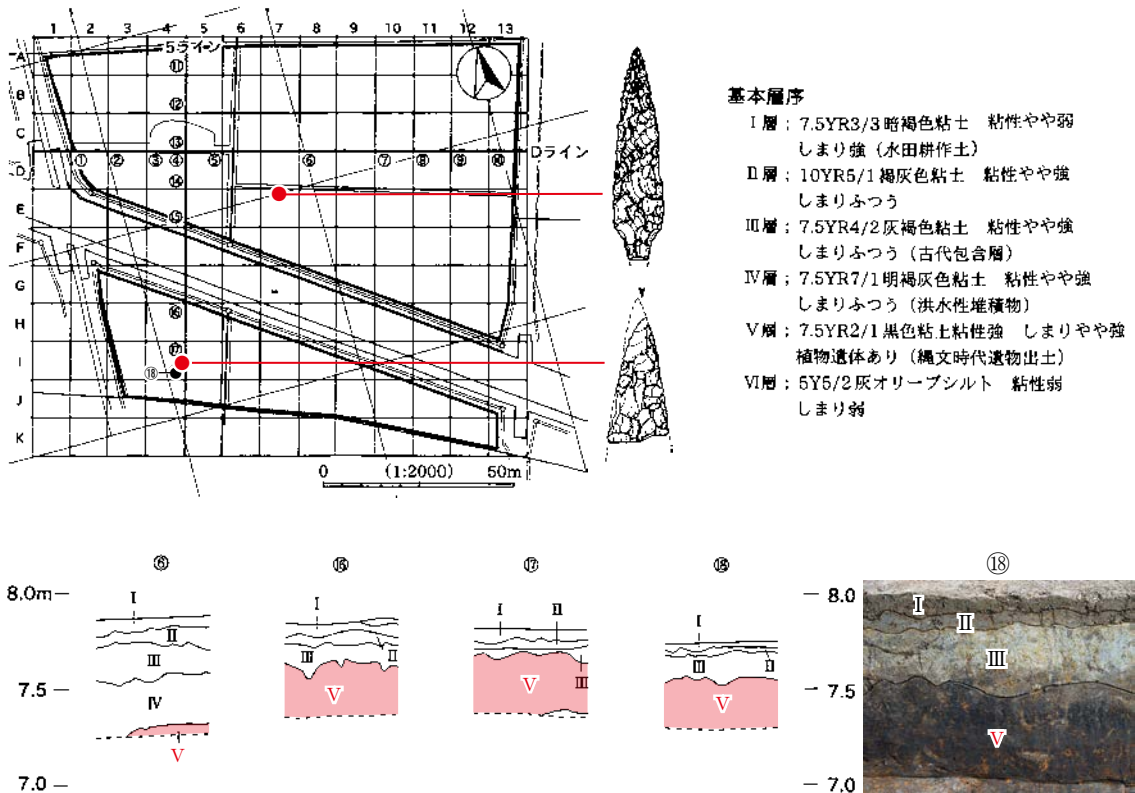 1 2 3 4 5 6 7 8 9 10 11 12 13
5ライン
A
B
C
D
E
F
G
H
I
J
K
⑪
⑫
⑬
① ② ③ ④ ⑤ ⑥ ⑦ ⑧ ⑨ ⑩ Dライン
⑭
⑮
⑯
⑰
⑱
0 (1:2000) 50m
基本層序
Ⅰ層；7.5YR3/3暗褐色粘土 粘性やや弱
しまり強（水田耕作土）
Ⅱ層；10YR5/1褐灰色粘土 粘性やや強
しまりふつう
Ⅲ層；7.5YR4/2灰褐色粘土 粘性やや強
しまりふつう（古代包含層）
Ⅳ層；7.5YR7/1明褐灰色粘土 粘性やや強
しまりふつう（洪水性堆積物）
Ⅴ層；7.5YR2/1黒色粘土粘性強 しまりやや強
植物遺体あり（縄文時代遺物出土）
Ⅵ層；5Y5/2灰オリーブシルト 粘性弱
しまり弱
8.0m
7.5
7.0
⑥
Ⅰ
Ⅱ
Ⅲ
Ⅳ
Ⅴ
⑯
Ⅰ
Ⅲ Ⅱ
Ⅴ
⑰
Ⅰ Ⅱ
Ⅴ Ⅲ
⑱
Ⅰ
Ⅲ Ⅱ
Ⅴ
⑱
8.0
7.5
7.0
Ⅰ
Ⅱ
Ⅲ
Ⅴ